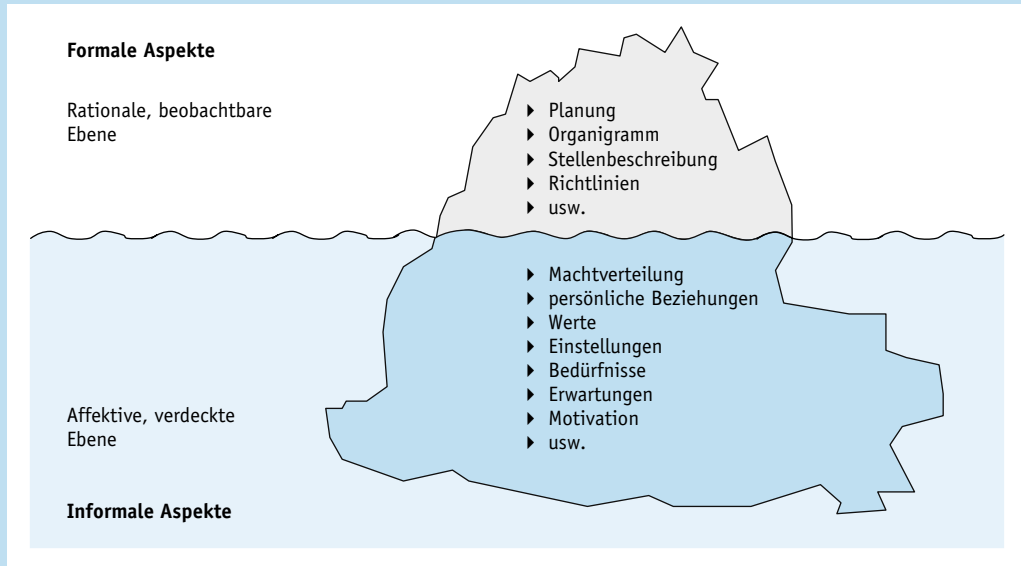 Formale Aspekte
Rationale, beobachtbare
Ebene
▸ Planung
▸ Organigramm
▸ Stellenbeschreibung
▸ Richtlinien
▸ usw.
▸ Machtverteilung
▸ persönliche Beziehungen
▸ Werte
▸ Einstellungen
▸ Bedürfnisse
▸ Erwartungen
▸ Motivation
▸ usw.
Affektive, verdeckte
Ebene
Informale Aspekte